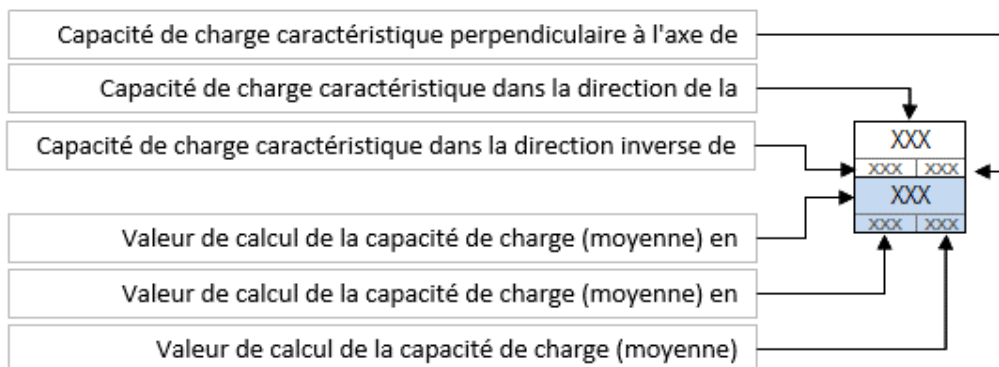 Capacité de charge caractéristique perpendiculaire à l'axe de
Capacité de charge caractéristique dans la direction de la
Capacité de charge caractéristique dans la direction inverse de
XXX
XXX XXX
XXX
XXX XXX
Valeur de calcul de la capacité de charge (moyenne) en
Valeur de calcul de la capacité de charge (moyenne) en
Valeur de calcul de la capacité de charge (moyenne)